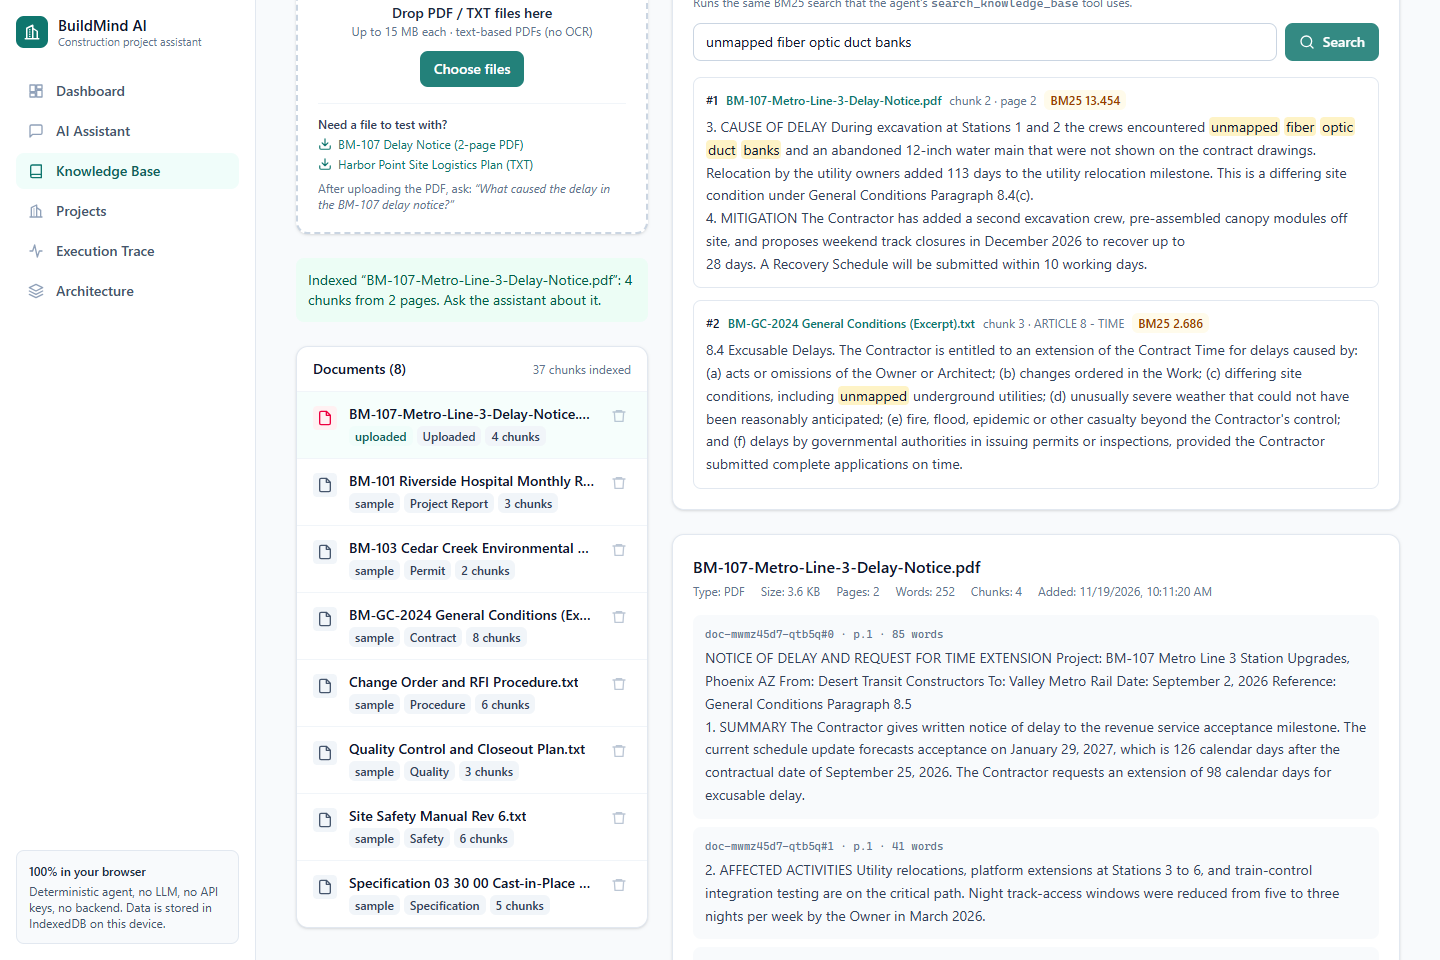 BuildMind AI
Construction project assistant
Dashboard
AI Assistant
Knowledge Base
Projects
Execution Trace
Architecture
100% in your browser
Deterministic agent, no LLM, no API
keys, no backend. Data is stored in
IndexedDB on this device.
Drop PDF / TXT files here
Up to 15 MB each · text-based PDFs (no OCR)
Choose files
Need a file to test with?
BM-107 Delay Notice (2-page PDF)
Harbor Point Site Logistics Plan (TXT)
After uploading the PDF, ask: “What caused the delay in
the BM-107 delay notice?”
Indexed “BM-107-Metro-Line-3-Delay-Notice.pdf”: 4
chunks from 2 pages. Ask the assistant about it.
Documents (8)
37 chunks indexed
BM-107-Metro-Line-3-Delay-Notice....
uploaded Uploaded 4 chunks
BM-101 Riverside Hospital Monthly R...
sample Project Report 3 chunks
BM-103 Cedar Creek Environmental ...
sample Permit 2 chunks
BM-GC-2024 General Conditions (Ex...
sample Contract 8 chunks
Change Order and RFI Procedure.txt
sample Procedure 6 chunks
Quality Control and Closeout Plan.txt
sample Quality 3 chunks
Site Safety Manual Rev 6.txt
sample Safety 6 chunks
Specification 03 30 00 Cast-in-Place ...
sample Specification 5 chunks
Runs the same BM25 search that the agent's search_knowledge_base tool uses.
unmapped fiber optic duct banks
Search
#1 BM-107-Metro-Line-3-Delay-Notice.pdf chunk 2 · page 2 BM25 13.454
3. CAUSE OF DELAY During excavation at Stations 1 and 2 the crews encountered unmapped fiber optic
duct banks and an abandoned 12-inch water main that were not shown on the contract drawings.
Relocation by the utility owners added 113 days to the utility relocation milestone. This is a differing site
condition under General Conditions Paragraph 8.4(c).
4. MITIGATION The Contractor has added a second excavation crew, pre-assembled canopy modules off
site, and proposes weekend track closures in December 2026 to recover up to
28 days. A Recovery Schedule will be submitted within 10 working days.
#2 BM-GC-2024 General Conditions (Excerpt).txt chunk 3 · ARTICLE 8 - TIME BM25 2.686
8.4 Excusable Delays. The Contractor is entitled to an extension of the Contract Time for delays caused by:
(a) acts or omissions of the Owner or Architect; (b) changes ordered in the Work; (c) differing site
conditions, including unmapped underground utilities; (d) unusually severe weather that could not have
been reasonably anticipated; (e) fire, flood, epidemic or other casualty beyond the Contractor's control;
and (f) delays by governmental authorities in issuing permits or inspections, provided the Contractor
submitted complete applications on time.
BM-107-Metro-Line-3-Delay-Notice.pdf
Type: PDF Size: 3.6 KB Pages: 2 Words: 252 Chunks: 4 Added: 11/19/2026, 10:11:20 AM
doc-mwmz45d7-qtb5q#0 · p.1 · 85 words
NOTICE OF DELAY AND REQUEST FOR TIME EXTENSION Project: BM-107 Metro Line 3 Station Upgrades,
Phoenix AZ From: Desert Transit Constructors To: Valley Metro Rail Date: September 2, 2026 Reference:
General Conditions Paragraph 8.5
1. SUMMARY The Contractor gives written notice of delay to the revenue service acceptance milestone. The
current schedule update forecasts acceptance on January 29, 2027, which is 126 calendar days after the
contractual date of September 25, 2026. The Contractor requests an extension of 98 calendar days for
excusable delay.
doc-mwmz45d7-qtb5q#1 · p.1 · 41 words
2. AFFECTED ACTIVITIES Utility relocations, platform extensions at Stations 3 to 6, and train-control
integration testing are on the critical path. Night track-access windows were reduced from five to three
nights per week by the Owner in March 2026.